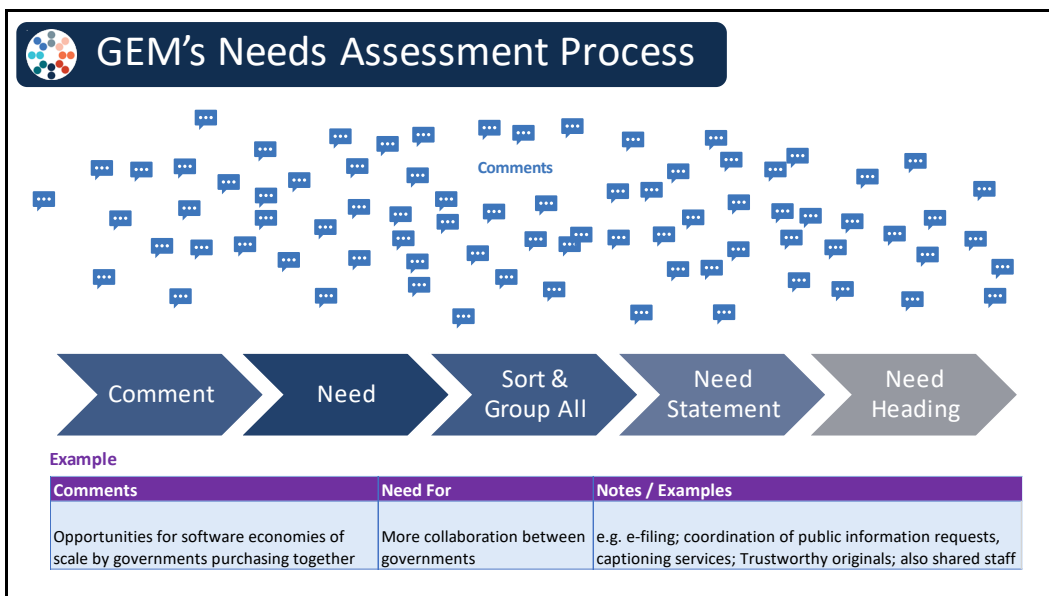 GEM’s Needs Assessment Process
Comments
Comment
Need
Sort &
Group All
Need
Statement
Need
Heading
Example
Comments
Need For
Notes / Examples
Opportunities for software economies of
scale by governments purchasing together
More collaboration between
governments
e.g. e-filing; coordination of public information requests,
captioning services; Trustworthy originals; also shared staff